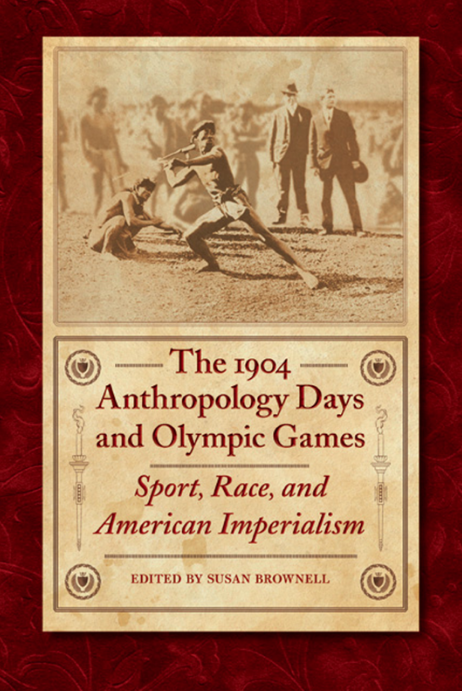 The 1904
Anthropology Days
and Olympic Games
Sport, Race, and
American Imperialism
EDITED BY SUSAN BROWNELL